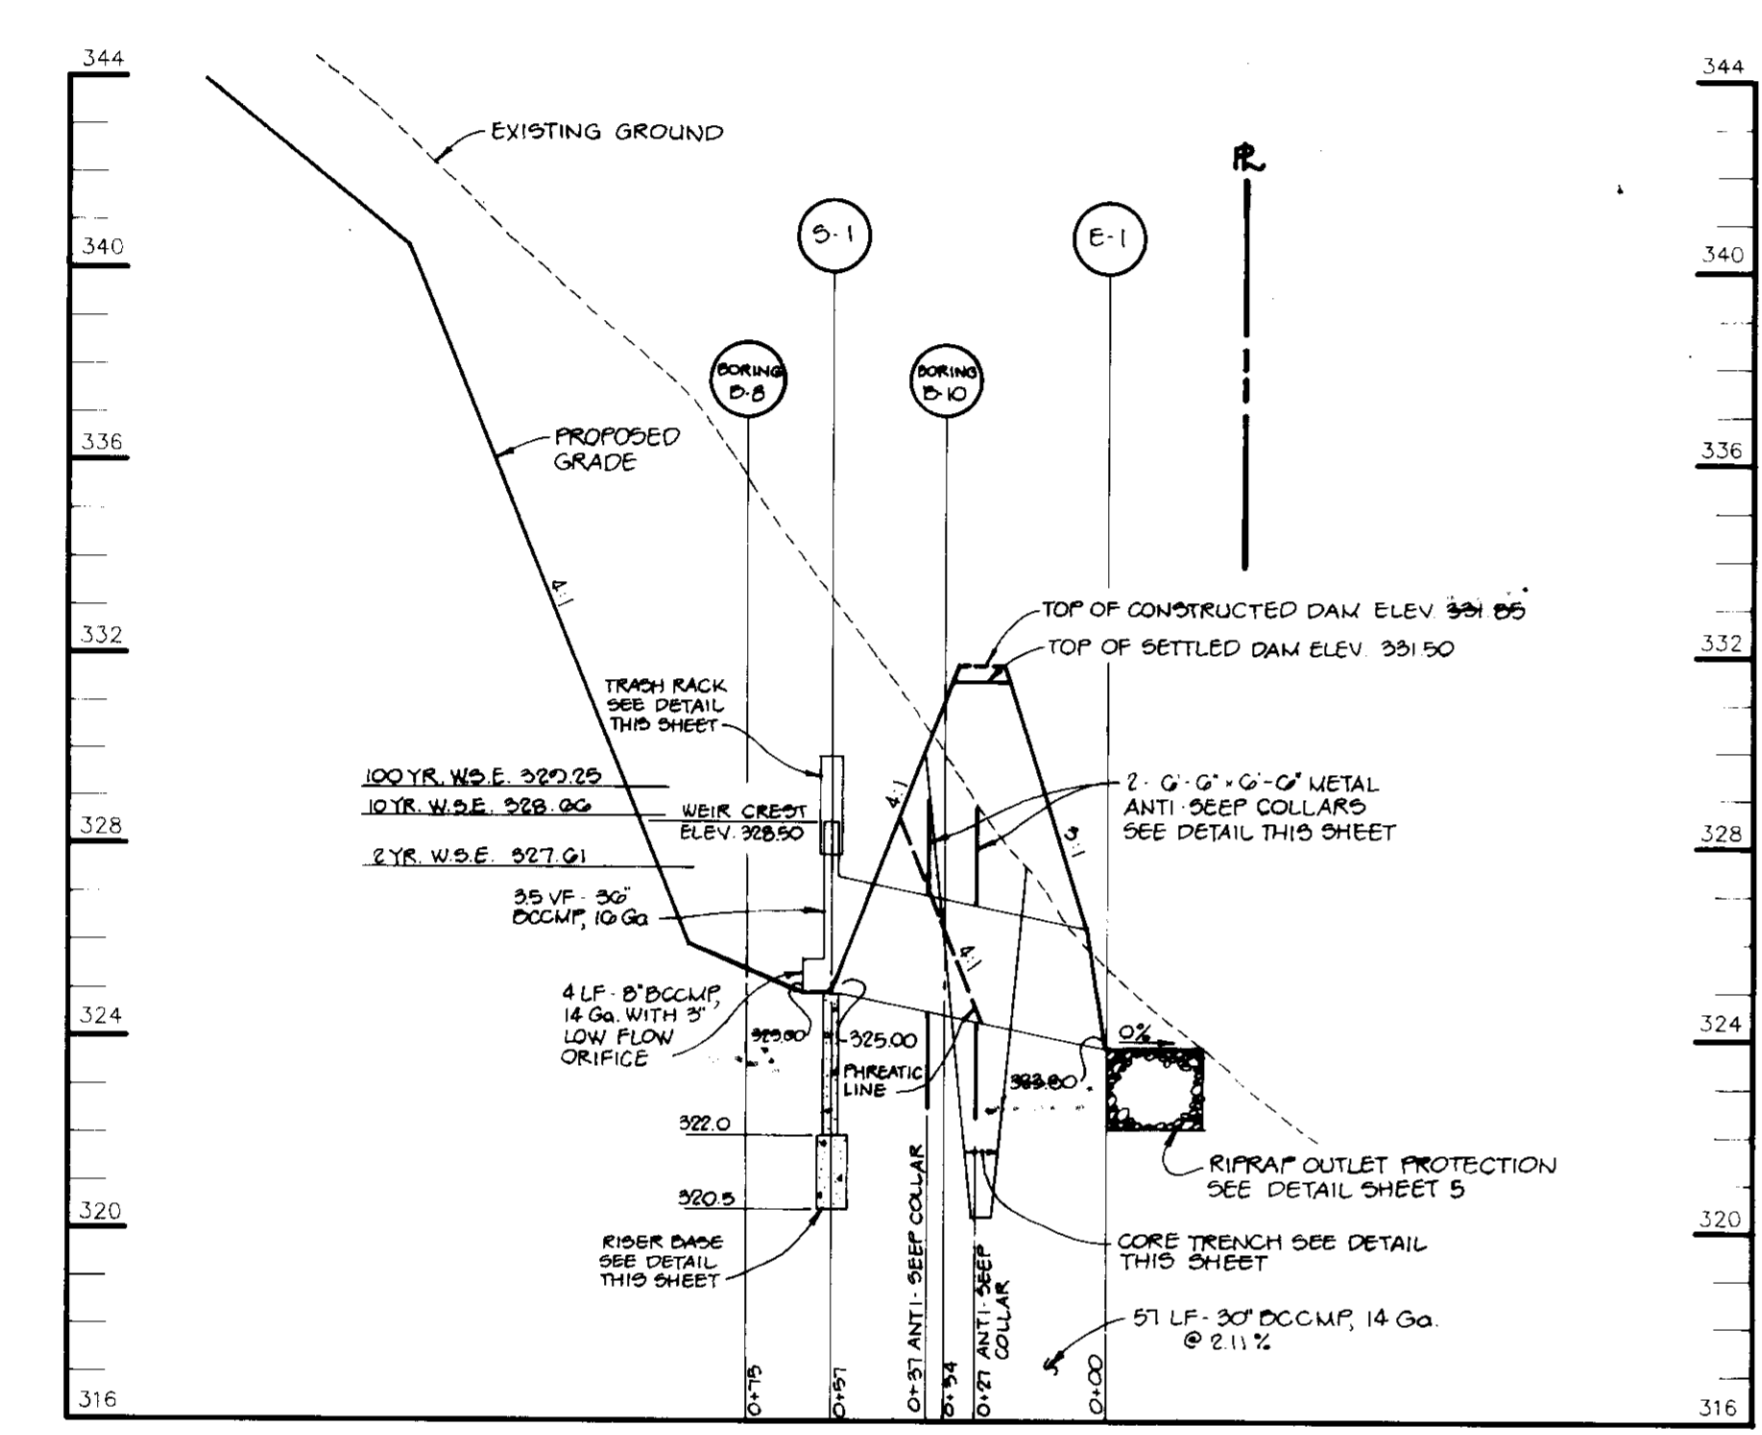 344
344
EXISTING GROUND
PL
S-1
E-1
340
340
BORING
B-8
BORING
B-10
PROPOSED
GRADE
336
336
4:1
TOP OF CONSTRUCTED DAM ELEV. 331.85
332
332
TOP OF SETTLED DAM ELEV. 331.50
TRASH RACK
SEE DETAIL
THIS SHEET
100 YR. W.S.E. 329.25
10 YR. W.S.E. 328.66
WEIR CREST
ELEV. 328.50
4:1
2 - 6'-6" x 6'-6" METAL
ANTI-SEEP COLLARS
SEE DETAIL THIS SHEET
3:1
328
328
2 YR. W.S.E. 327.61
3.5 VF - 36"
BCCMP, 16 Ga
4:1
4 LF - 8" BCCMP,
14 Ga. WITH 3"
LOW FLOW
ORIFICE
324
324
325.00
325.00
0%
PHREATIC
LINE
323.80
322.0
RIPRAP OUTLET PROTECTION
SEE DETAIL SHEET 5
320.5
320
320
RISER BASE
SEE DETAIL
THIS SHEET
CORE TRENCH SEE DETAIL
THIS SHEET
57 LF - 30" BCCMP, 14 Ga.
@ 2.11%
0+75
0+57
0+37 ANTI-SEEP COLLAR
0+34
0+27 ANTI-SEEP
COLLAR
0+00
316
316